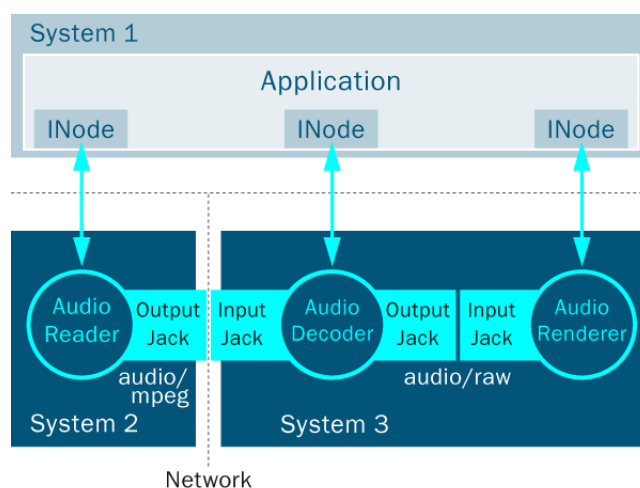 System 1
Application
INode
INode
INode
Audio
Reader
Output
Jack
Input
Jack
Audio
Decoder
Output
Jack
Input
Jack
Audio
Renderer
audio/
mpeg
audio/raw
System 2
System 3
Network